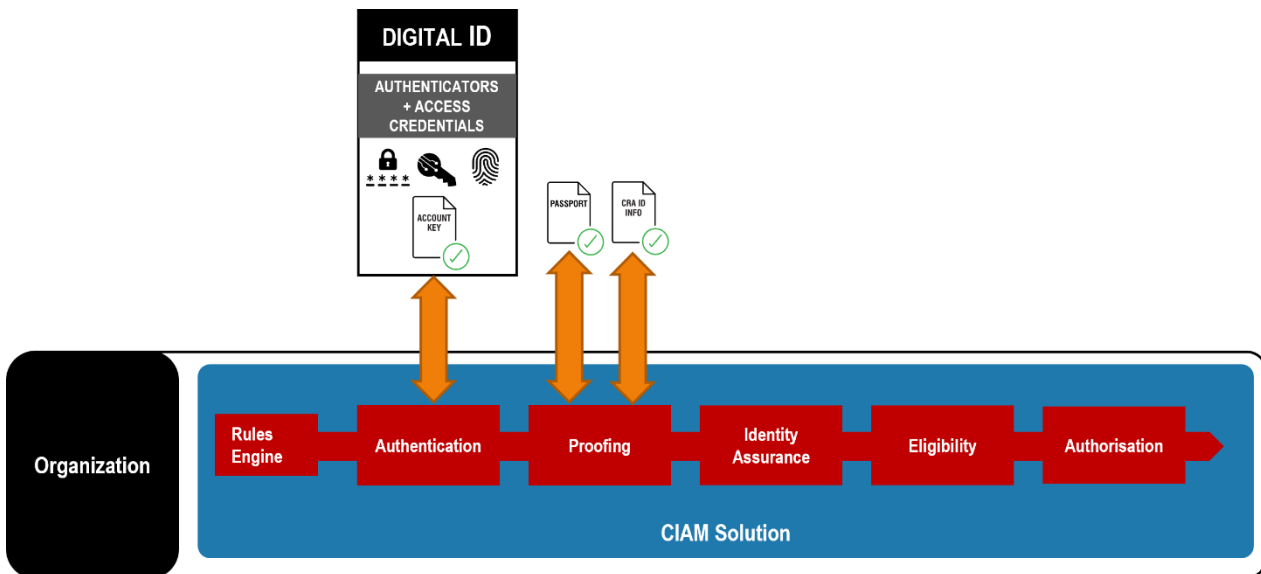 DIGITAL ID
AUTHENTICATORS
+ ACCESS
CREDENTIALS
****
ACCOUNT
KEY
PASSPORT
CRA ID
INFO
Organization
Rules
Engine
Authentication
Proofing
Identity
Assurance
Eligibility
Authorisation
CIAM Solution